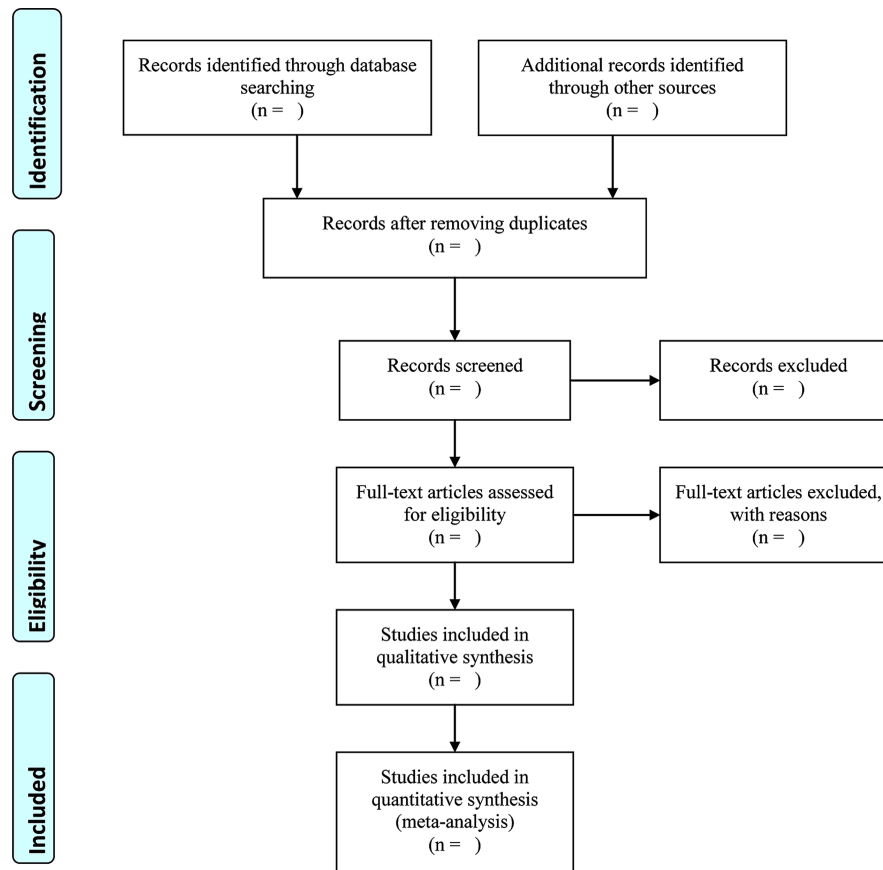 Identification
Records identified through database
searching
(n =   )
Additional records identified
through other sources
(n =   )
Records after removing duplicates
(n =   )
Screening
Records screened
(n =   )
Records excluded
(n =   )
Eligibility
Full-text articles assessed
for eligibility
(n =   )
Full-text articles excluded,
with reasons
(n =   )
Studies included in
qualitative synthesis
(n =   )
Included
Studies included in
quantitative synthesis
(meta-analysis)
(n =   )